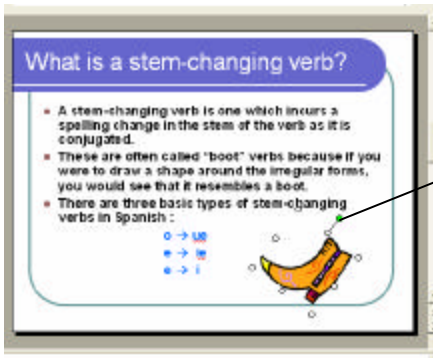 What is a stem-changing verb?
A stem-changing verb is one which incurs a
spelling change in the stem of the verb as it is
conjugated.
These are often called "boot" verbs because if you
were to draw a shape around the irregular forms,
you would see that it resembles a boot.
There are three basic types of stem-changing
verbs in Spanish :
o → ue
e → ie
e → i